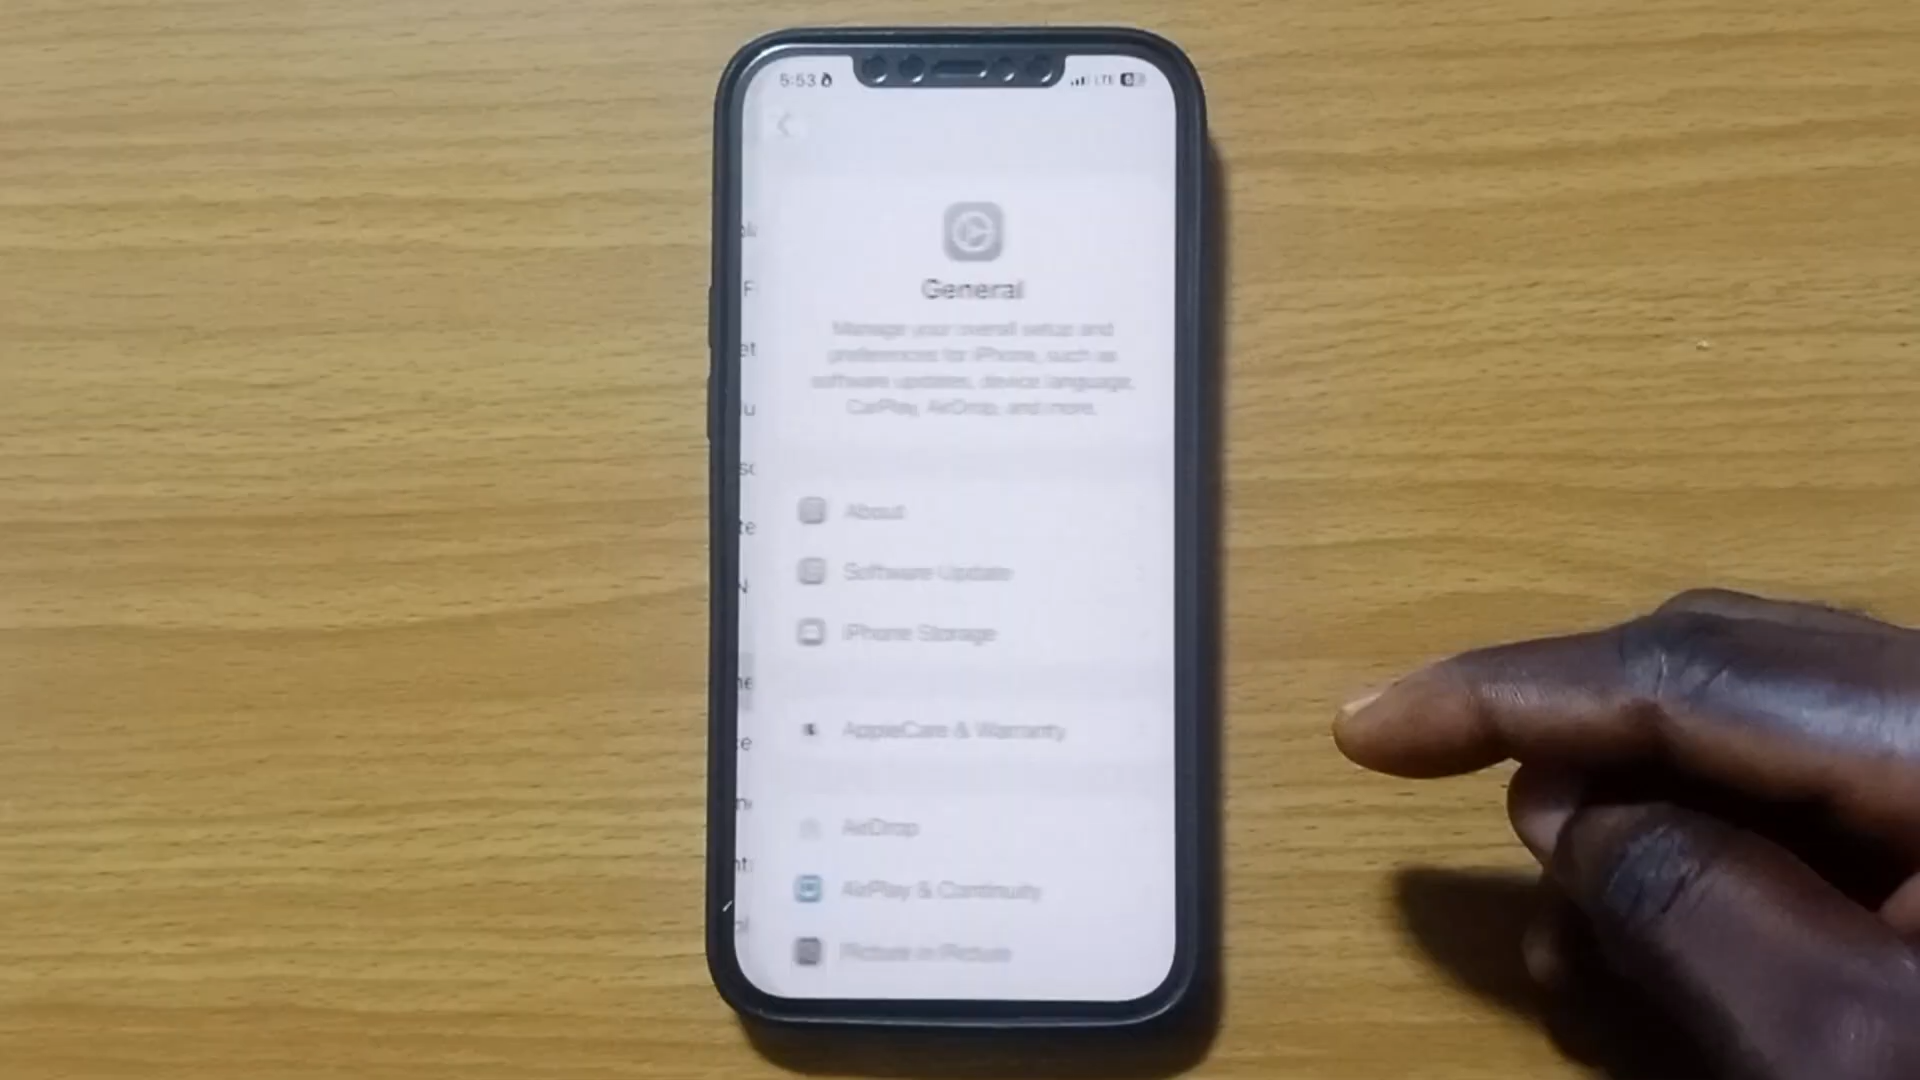 5:53
LTE
General
Manage your overall setup and
preferences for iPhone, such as
software updates, device language,
CarPlay, AirDrop, and more.
About
Software Update
iPhone Storage
AppleCare & Warranty
AirDrop
AirPlay & Continuity
Picture in Picture